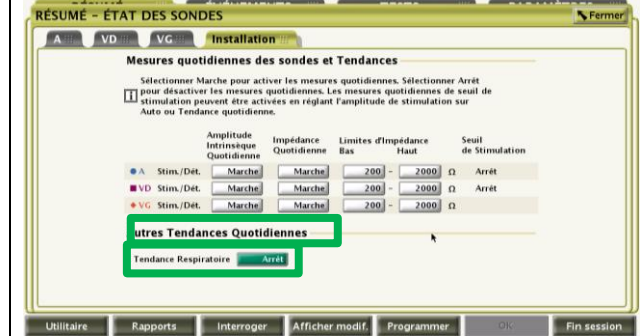 RÉSUMÉ – ÉTAT DES SONDES
Fermer
A VD VG Installation
Mesures quotidiennes des sondes et Tendances
Sélectionner Marche pour activer les mesures quotidiennes. Sélectionner Arrêt
pour désactiver les mesures quotidiennes. Les mesures quotidiennes de seuil de
stimulation peuvent être activées en réglant l'amplitude de stimulation sur
Auto ou Tendance quotidienne.
Amplitude Intrinsèque Quotidienne
Impédance Quotidienne
Limites d'Impédance
Bas Haut
Seuil de Stimulation
A Stim./Dét. Marche Marche 200 – 2000 Ω Arrêt
VD Stim./Dét. Marche Marche 200 – 2000 Ω Arrêt
VG Stim./Dét. Marche Marche 200 – 2000 Ω
utres Tendances Quotidiennes
Tendance Respiratoire Arrêt
Utilitaire Rapports Interroger Afficher modif. Programmer OK Fin session